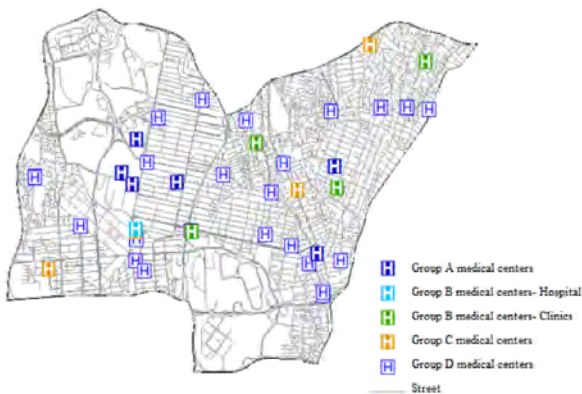 Group A medical centers
Group B medical centers- Hospital
Group B medical centers- Clinics
Group C medical centers
Group D medical centers
Street